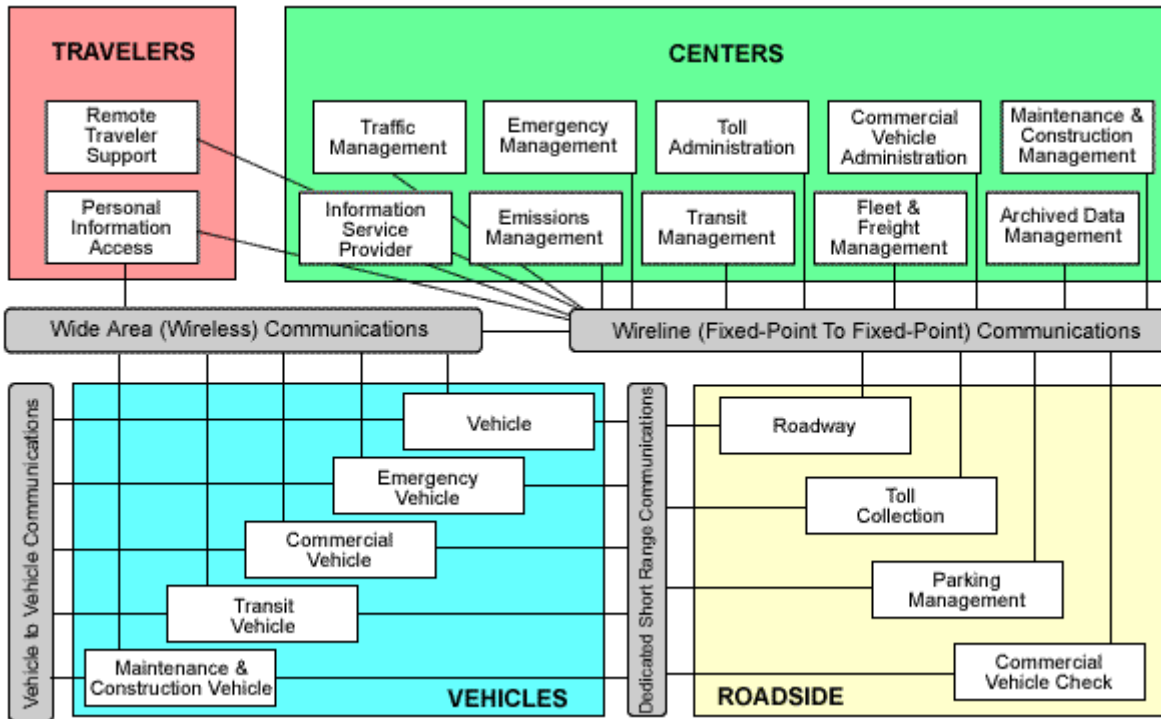 TRAVELERS
Remote
Traveler
Support
Personal
Information
Access
CENTERS
Traffic
Management
Emergency
Management
Toll
Administration
Commercial
Vehicle
Administration
Maintenance &
Construction
Management
Information
Service
Provider
Emissions
Management
Transit
Management
Fleet &
Freight
Management
Archived Data
Management
Wide Area (Wireless) Communications
Wireline (Fixed-Point To Fixed-Point) Communications
Vehicle to Vehicle Communications
Vehicle
Emergency
Vehicle
Commercial
Vehicle
Transit
Vehicle
Maintenance &
Construction Vehicle
VEHICLES
Dedicated Short Range Communications
Roadway
Toll
Collection
Parking
Management
Commercial
Vehicle Check
ROADSIDE